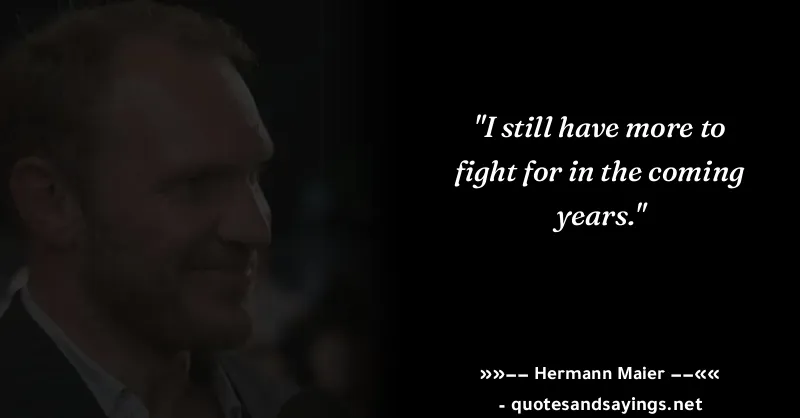 "I still have more to
fight for in the coming
years."
»»–– Hermann Maier ––««
- quotesandsayings.net